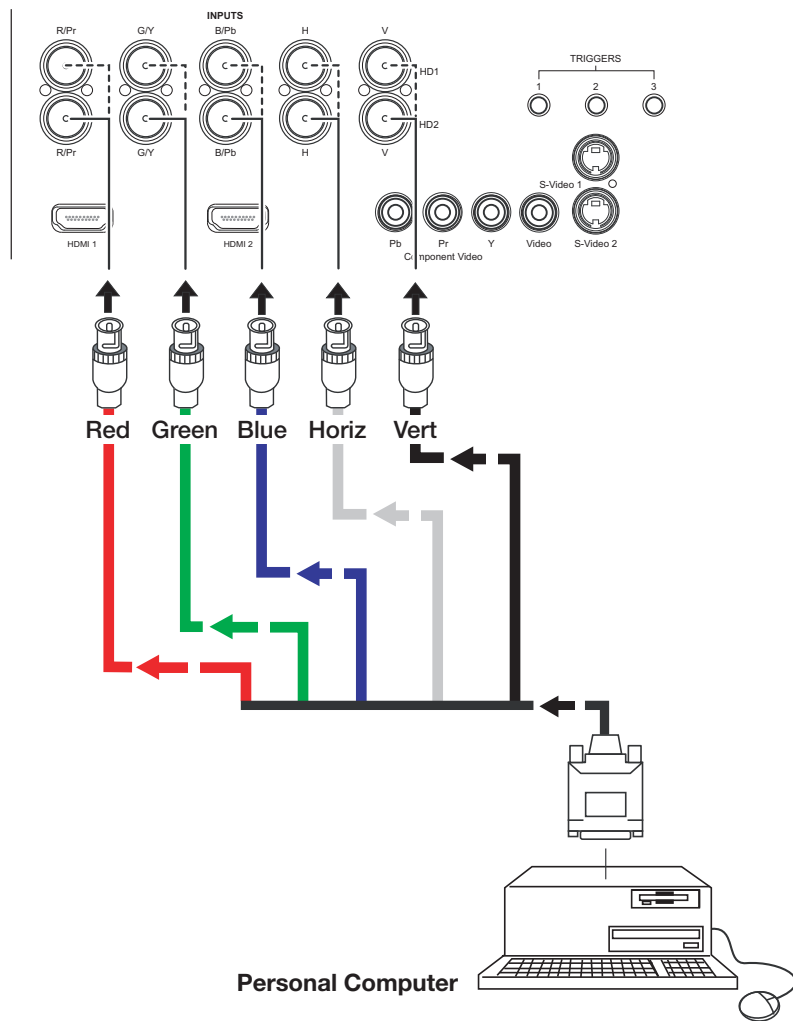 INPUTS
R/Pr G/Y B/Pb H V
TRIGGERS
HD1
1 2 3
HD2
R/Pr G/Y B/Pb H V
S-Video 1
HDMI 1 HDMI 2 Pb Pr Y Video S-Video 2
Component Video
Red Green Blue Horiz Vert
Personal Computer